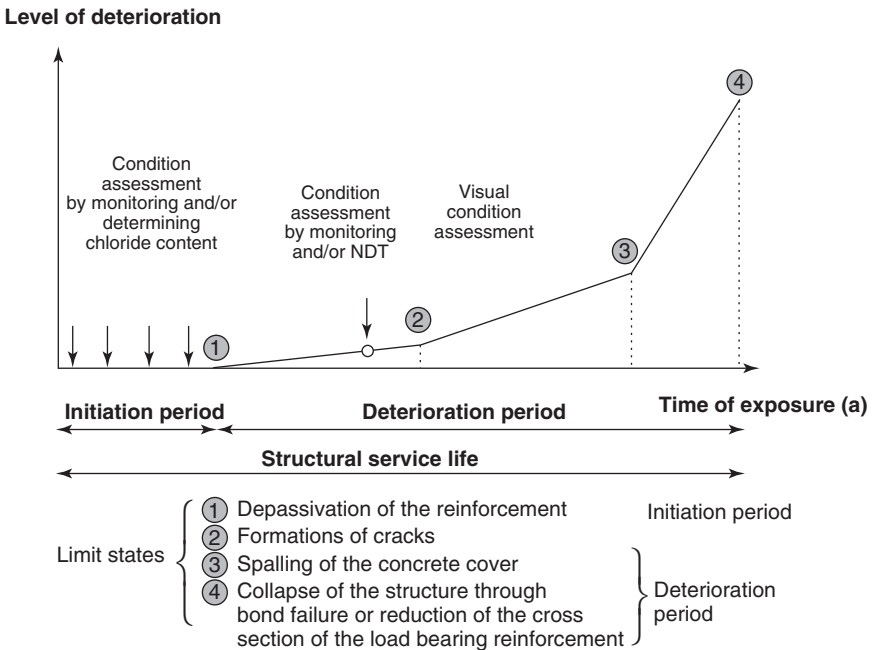 Level of deterioration
Condition
assessment
by monitoring and/or
determining
chloride content
Condition
assessment
by monitoring
and/or NDT
Visual
condition
assessment
1
2
3
4
Initiation period
Deterioration period
Time of exposure (a)
Structural service life
Limit states
1 Depassivation of the reinforcement
2 Formations of cracks
3 Spalling of the concrete cover
4 Collapse of the structure through
bond failure or reduction of the cross
section of the load bearing reinforcement
Initiation period
Deterioration
period